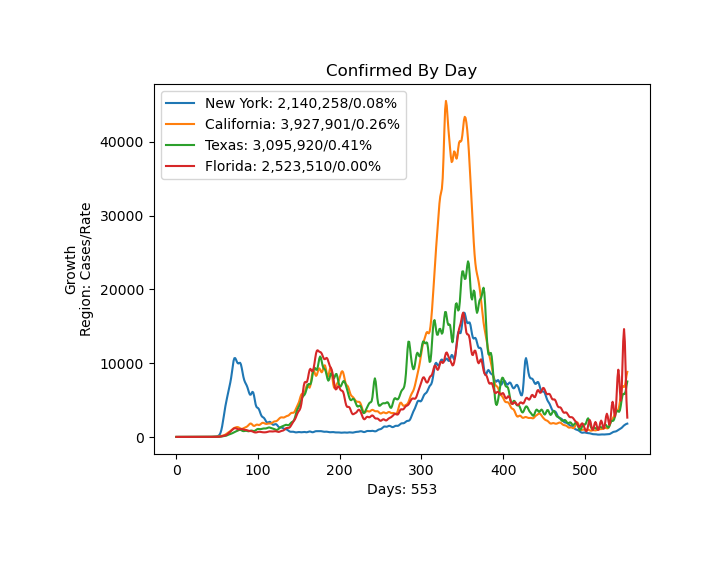 Confirmed By Day
New York: 2,140,258/0.08%
California: 3,927,901/0.26%
Texas: 3,095,920/0.41%
Florida: 2,523,510/0.00%
Growth
Region: Cases/Rate
40000
30000
20000
10000
0
0 100 200 300 400 500
Days: 553